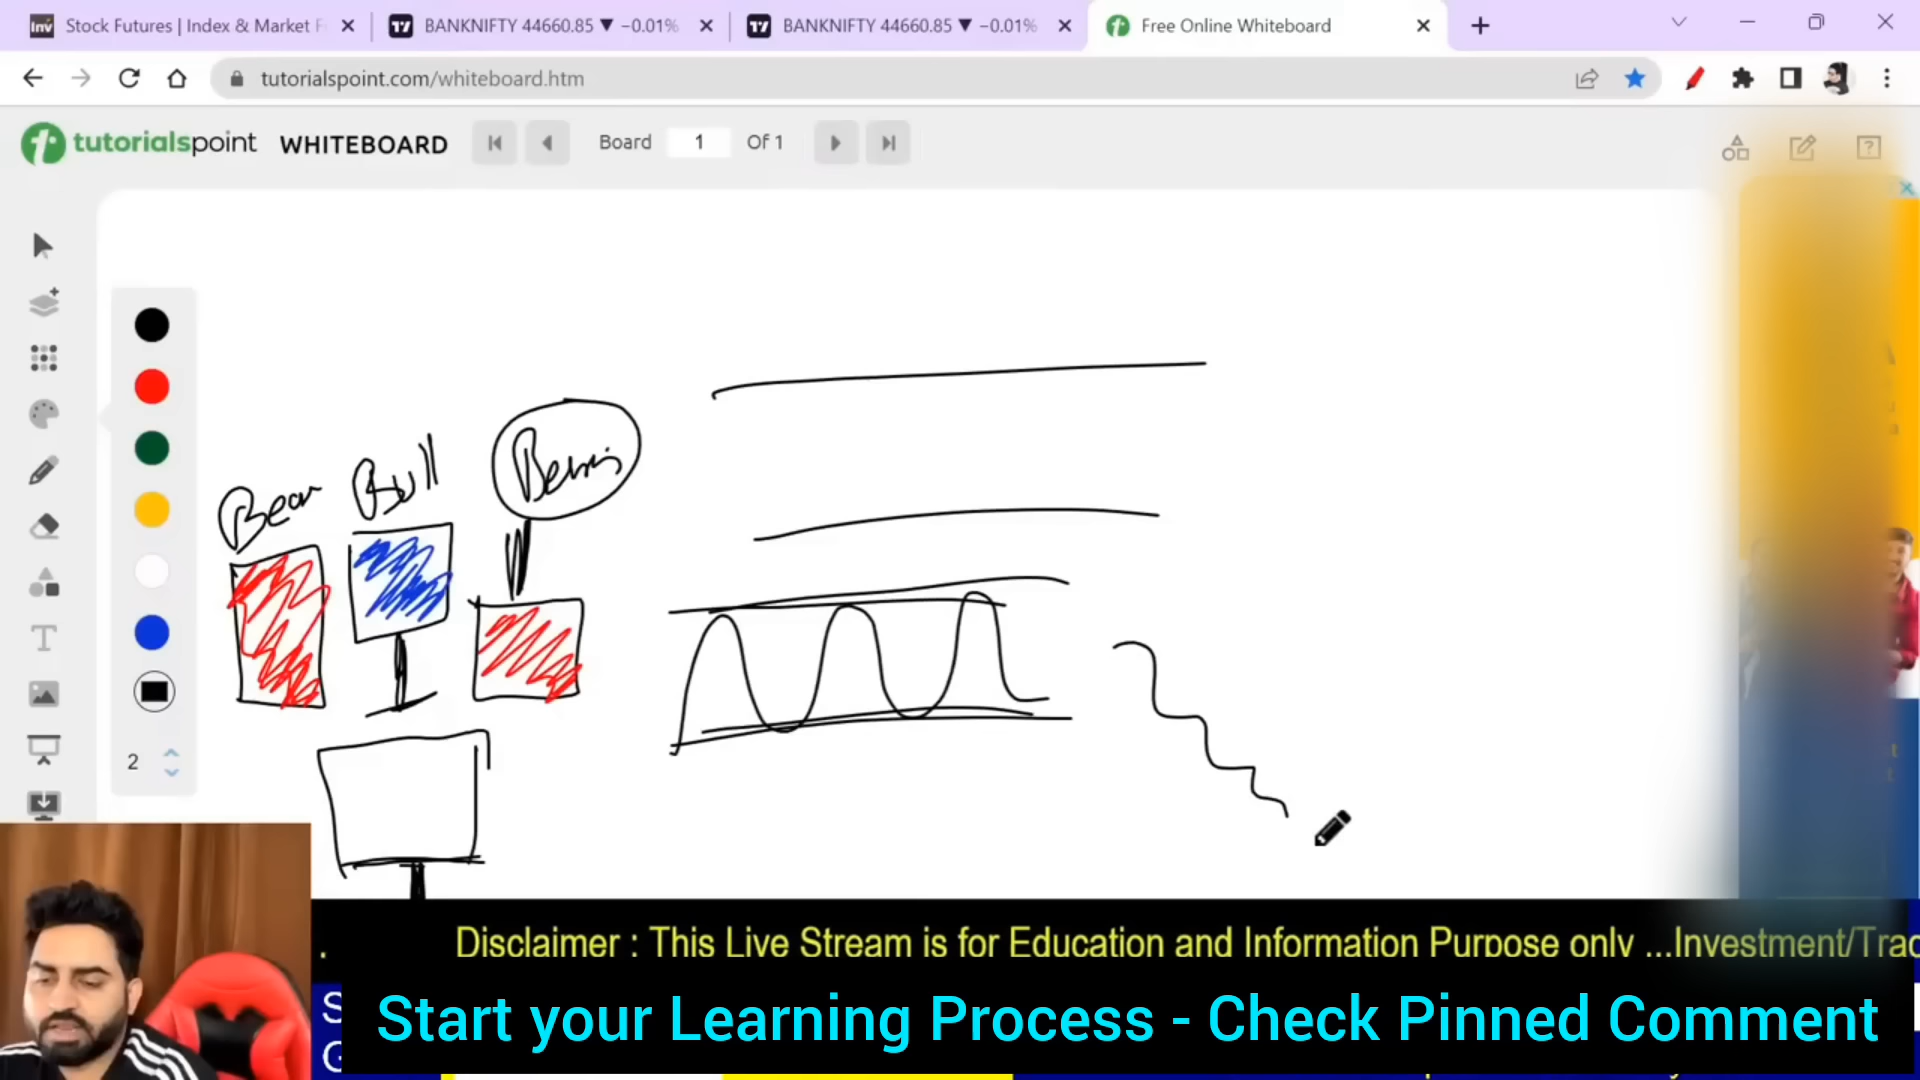 Stock Futures | Index & Market F
BANKNIFTY 44660.85 ▼ −0.01%
BANKNIFTY 44660.85 ▼ −0.01%
Free Online Whiteboard
tutorialspoint.com/whiteboard.htm
tutorialspoint WHITEBOARD
Board 1 Of 1
Bear Bull
2
Disclaimer : This Live Stream is for Education and Information Purpose only ...Investment/Trad
Start your Learning Process - Check Pinned Comment